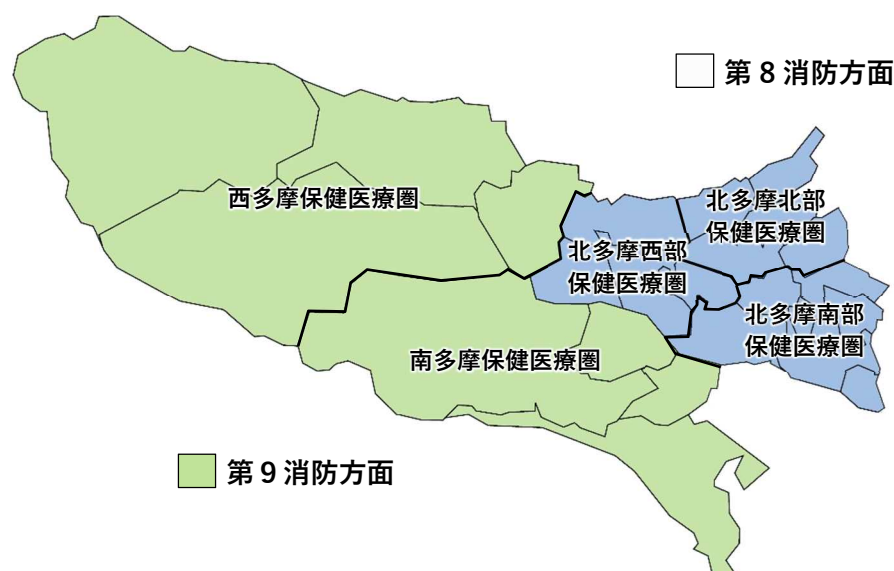 第８消防方面
西多摩保健医療圏
北多摩西部
保健医療圏
北多摩北部
保健医療圏
北多摩南部
保健医療圏
南多摩保健医療圏
第９消防方面